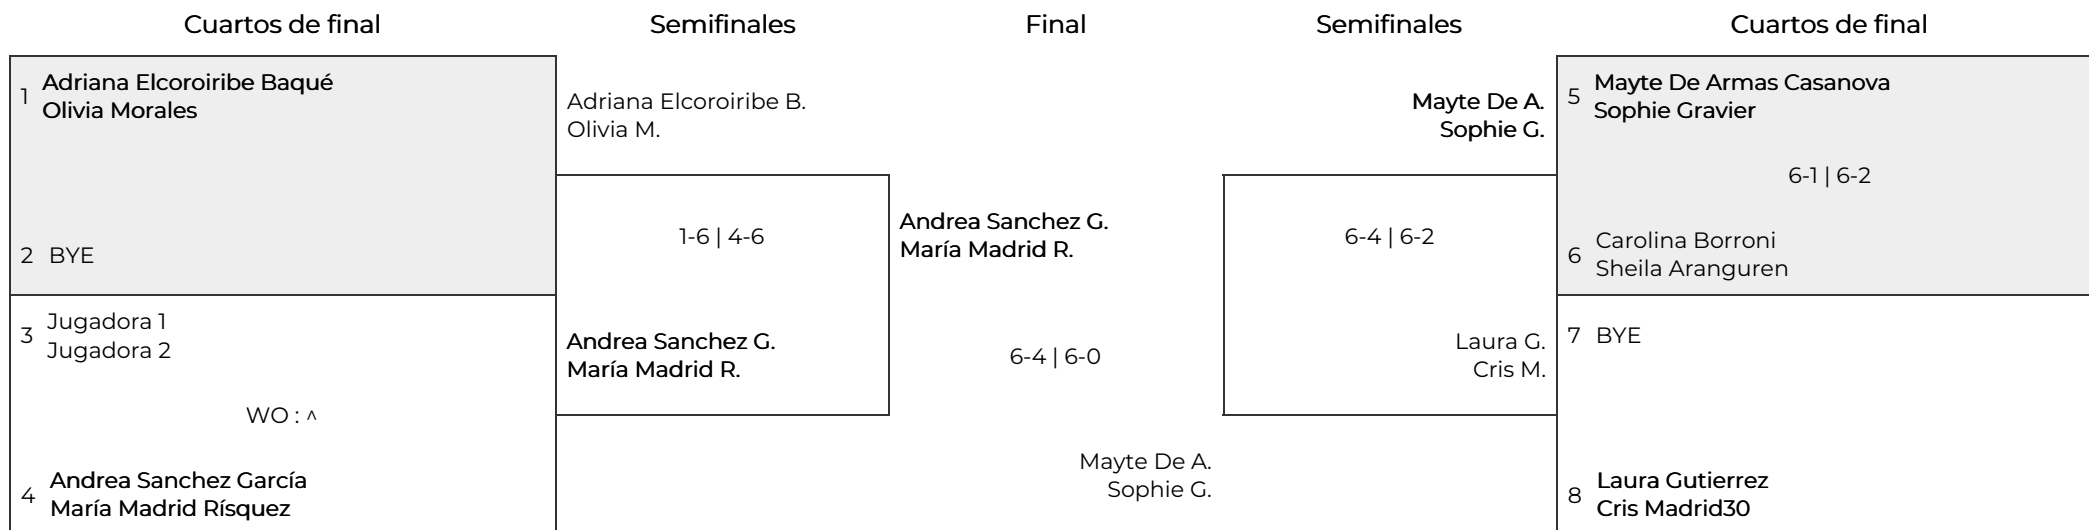 Cuartos de final
Semifinales
Final
Semifinales
Cuartos de final
1 Adriana Elcoroiribe Baqué
Olivia Morales
2 BYE
3 Jugadora 1
Jugadora 2
WO : ^
4 Andrea Sanchez García
María Madrid Rísquez
Adriana Elcoroiribe B.
Olivia M.
1-6 | 4-6
Andrea Sanchez G.
María Madrid R.
Andrea Sanchez G.
María Madrid R.
6-4 | 6-0
Mayte De A.
Sophie G.
Mayte De A.
Sophie G.
6-4 | 6-2
Laura G.
Cris M.
5 Mayte De Armas Casanova
Sophie Gravier
6-1 | 6-2
6 Carolina Borroni
Sheila Aranguren
7 BYE
8 Laura Gutierrez
Cris Madrid30